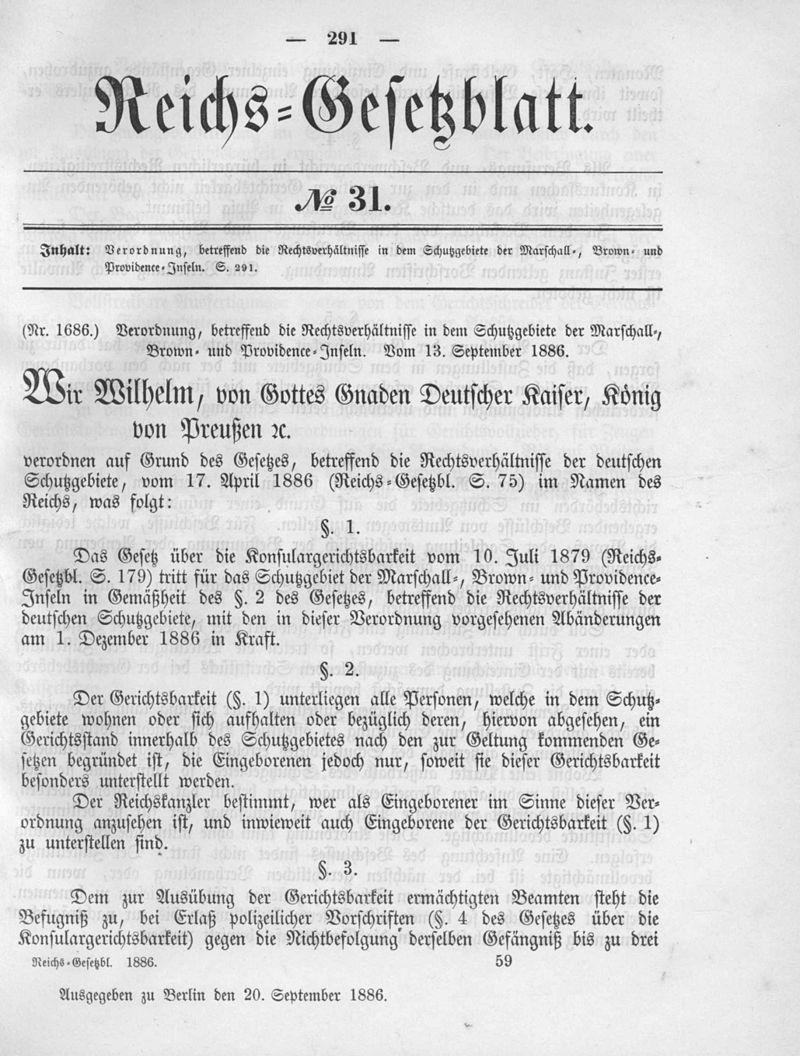 — 291 —
Reichs-Gesetzblatt.
№ 31.
Inhalt: Verordnung, betreffend die Rechtsverhältnisse in dem Schutzgebiete der Marschall-, Brown- und
Providence-Inseln. S. 291.
(Nr. 1686.) Verordnung, betreffend die Rechtsverhältnisse in dem Schutzgebiete der Marschall-,
Brown- und Providence-Inseln. Vom 13. September 1886.
Wir Wilhelm, von Gottes Gnaden Deutscher Kaiser, König
von Preußen ꝛc.
verordnen auf Grund des Gesetzes, betreffend die Rechtsverhältnisse der deutschen
Schutzgebiete, vom 17. April 1886 (Reichs-Gesetzbl. S. 75) im Namen des
Reichs, was folgt:
§. 1.
Das Gesetz über die Konsulargerichtsbarkeit vom 10. Juli 1879 (Reichs-
Gesetzbl. S. 179) tritt für das Schutzgebiet der Marschall-, Brown- und Providence-
Inseln in Gemäßheit des §. 2 des Gesetzes, betreffend die Rechtsverhältnisse der
deutschen Schutzgebiete, mit den in dieser Verordnung vorgesehenen Abänderungen
am 1. Dezember 1886 in Kraft.
§. 2.
Der Gerichtsbarkeit (§. 1) unterliegen alle Personen, welche in dem Schutz-
gebiete wohnen oder sich aufhalten oder bezüglich deren, hiervon abgesehen, ein
Gerichtsstand innerhalb des Schutzgebietes nach den zur Geltung kommenden Ge-
setzen begründet ist, die Eingeborenen jedoch nur, soweit sie dieser Gerichtsbarkeit
besonders unterstellt werden.
Der Reichskanzler bestimmt, wer als Eingeborener im Sinne dieser Ver-
ordnung anzusehen ist, und inwieweit auch Eingeborene der Gerichtsbarkeit (§. 1)
zu unterstellen sind.
§. 3.
Dem zur Ausübung der Gerichtsbarkeit ermächtigten Beamten steht die
Befugniß zu, bei Erlaß polizeilicher Vorschriften (§. 4 des Gesetzes über die
Konsulargerichtsbarkeit) gegen die Nichtbefolgung derselben Gefängniß bis zu drei
Reichs-Gesetzbl. 1886. 59
Ausgegeben zu Berlin den 20. September 1886.